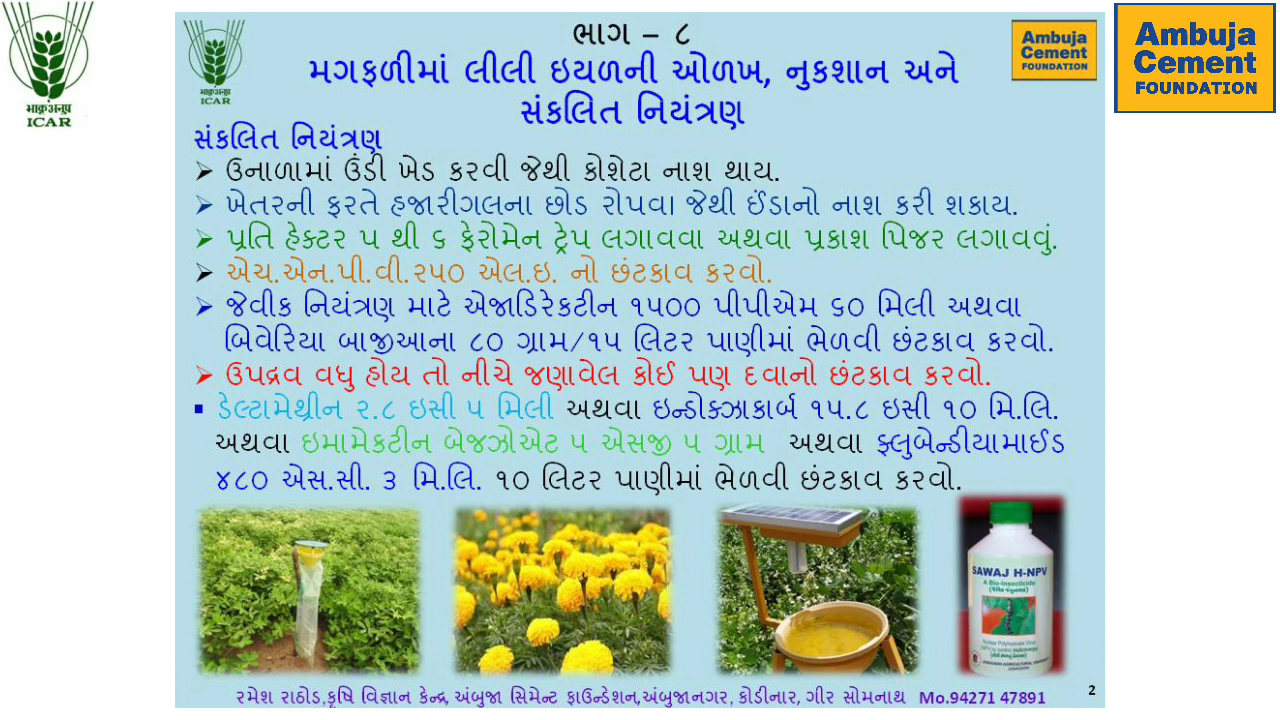 भाकृअनुप
ICAR
Ambuja
Cement
FOUNDATION
भाकृअनुप
ICAR
Ambuja
Cement
FOUNDATION
ભાગ – ૮
મગફળીમાં લીલી ઇયળની ઓળખ, નુકશાન અને
સંકલિત નિયંત્રણ
સંકલિત નિયંત્રણ
➢ ઉનાળામાં ઉંડી ખેડ કરવી જેથી કોશેટા નાશ થાય.
➢ ખેતરની ફરતે હજારીગલના છોડ રોપવા જેથી ઈંડાનો નાશ કરી શકાય.
➢ પ્રતિ હેક્ટર ૫ થી ૬ ફેરોમેન ટ્રેપ લગાવવા અથવા પ્રકાશ પિંજર લગાવવું.
➢ એચ.એન.પી.વી.૨૫૦ એલ.ઇ. નો છંટકાવ કરવો.
➢ જેવીક નિયંત્રણ માટે એજાડિરેકટીન ૧૫૦૦ પીપીએમ ૬૦ મિલી અથવા
બિવેરિયા બાજીઆના ૮૦ ગ્રામ/૧૫ લિટર પાણીમાં ભેળવી છંટકાવ કરવો.
➢ ઉપદ્રવ વધુ હોય તો નીચે જણાવેલ કોઈ પણ દવાનો છંટકાવ કરવો.
▪ ડેલ્ટામેથ્રીન ૨.૮ ઇસી ૫ મિલી અથવા ઇન્ડોક્ઝાકાર્બ ૧૫.૮ ઇસી ૧૦ મિ.લિ.
અથવા ઇમામેકટીન બેજઝોએટ ૫ એસજી ૫ ગ્રામ અથવા ફ્લુબેન્ડીયામાઈડ
૪૮૦ એસ.સી. ૩ મિ.લિ. ૧૦ લિટર પાણીમાં ભેળવી છંટકાવ કરવો.
SAWAJ H-NPV
A Bio-insecticide
રમેશ રાઠોડ,કૃષિ વિજ્ઞાન કેન્દ્ર, અંબુજા સિમેન્ટ ફાઉન્ડેશન,અંબુજાનગર, કોડીનાર, ગીર સોમનાથ Mo.94271 47891
2